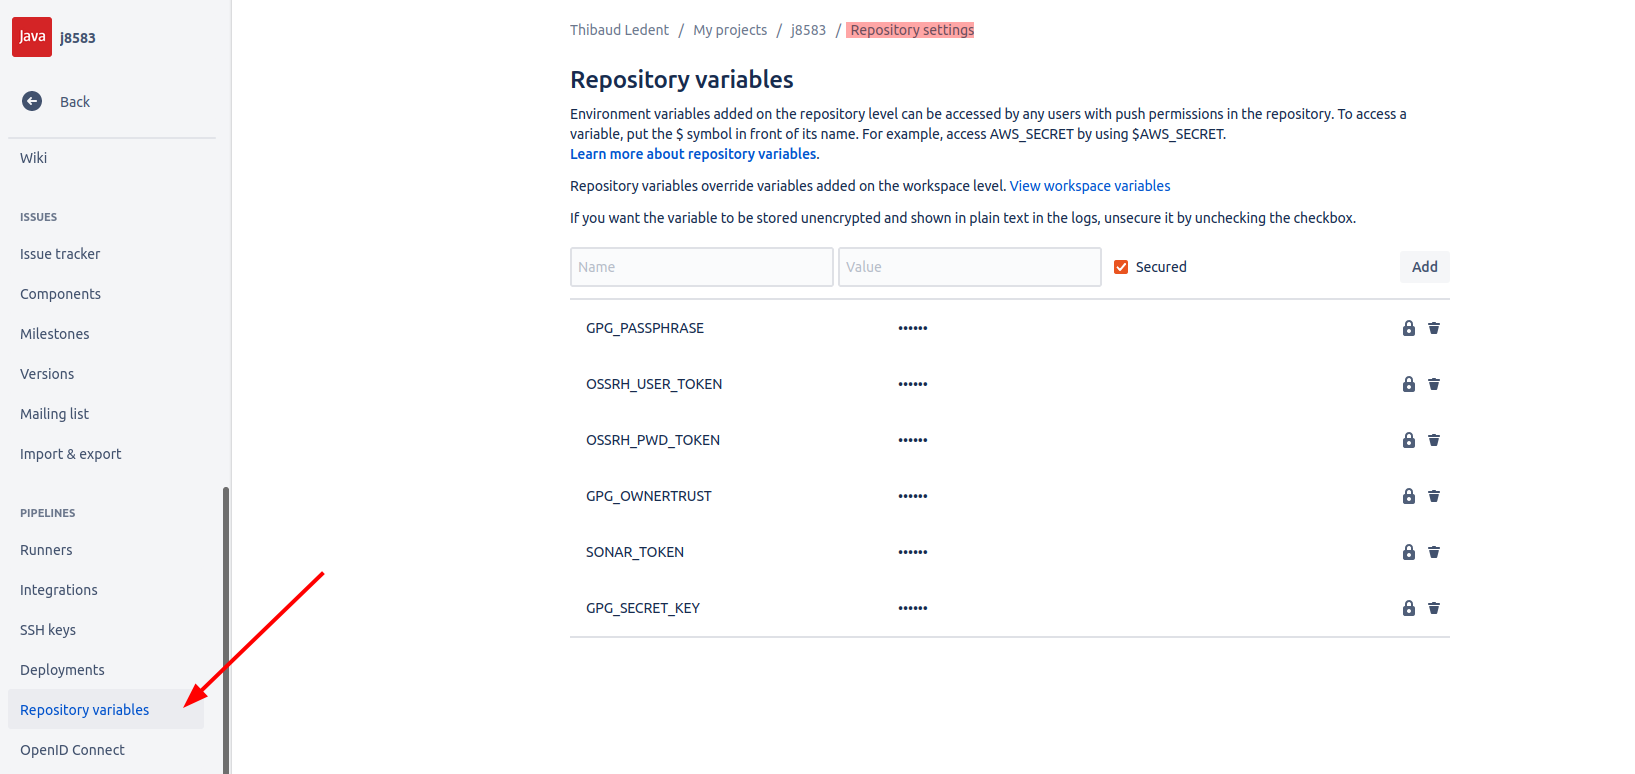 Java
j8583
Back
Wiki
ISSUES
Issue tracker
Components
Milestones
Versions
Mailing list
Import & export
PIPELINES
Runners
Integrations
SSH keys
Deployments
Repository variables
OpenID Connect
Thibaud Ledent / My projects / j8583 / Repository settings
Repository variables
Environment variables added on the repository level can be accessed by any users with push permissions in the repository. To access a
variable, put the $ symbol in front of its name. For example, access AWS_SECRET by using $AWS_SECRET.
Learn more about repository variables.
Repository variables override variables added on the workspace level. View workspace variables
If you want the variable to be stored unencrypted and shown in plain text in the logs, unsecure it by unchecking the checkbox.
Name Value Secured Add
GPG_PASSPHRASE ••••••
OSSRH_USER_TOKEN ••••••
OSSRH_PWD_TOKEN ••••••
GPG_OWNERTRUST ••••••
SONAR_TOKEN ••••••
GPG_SECRET_KEY ••••••